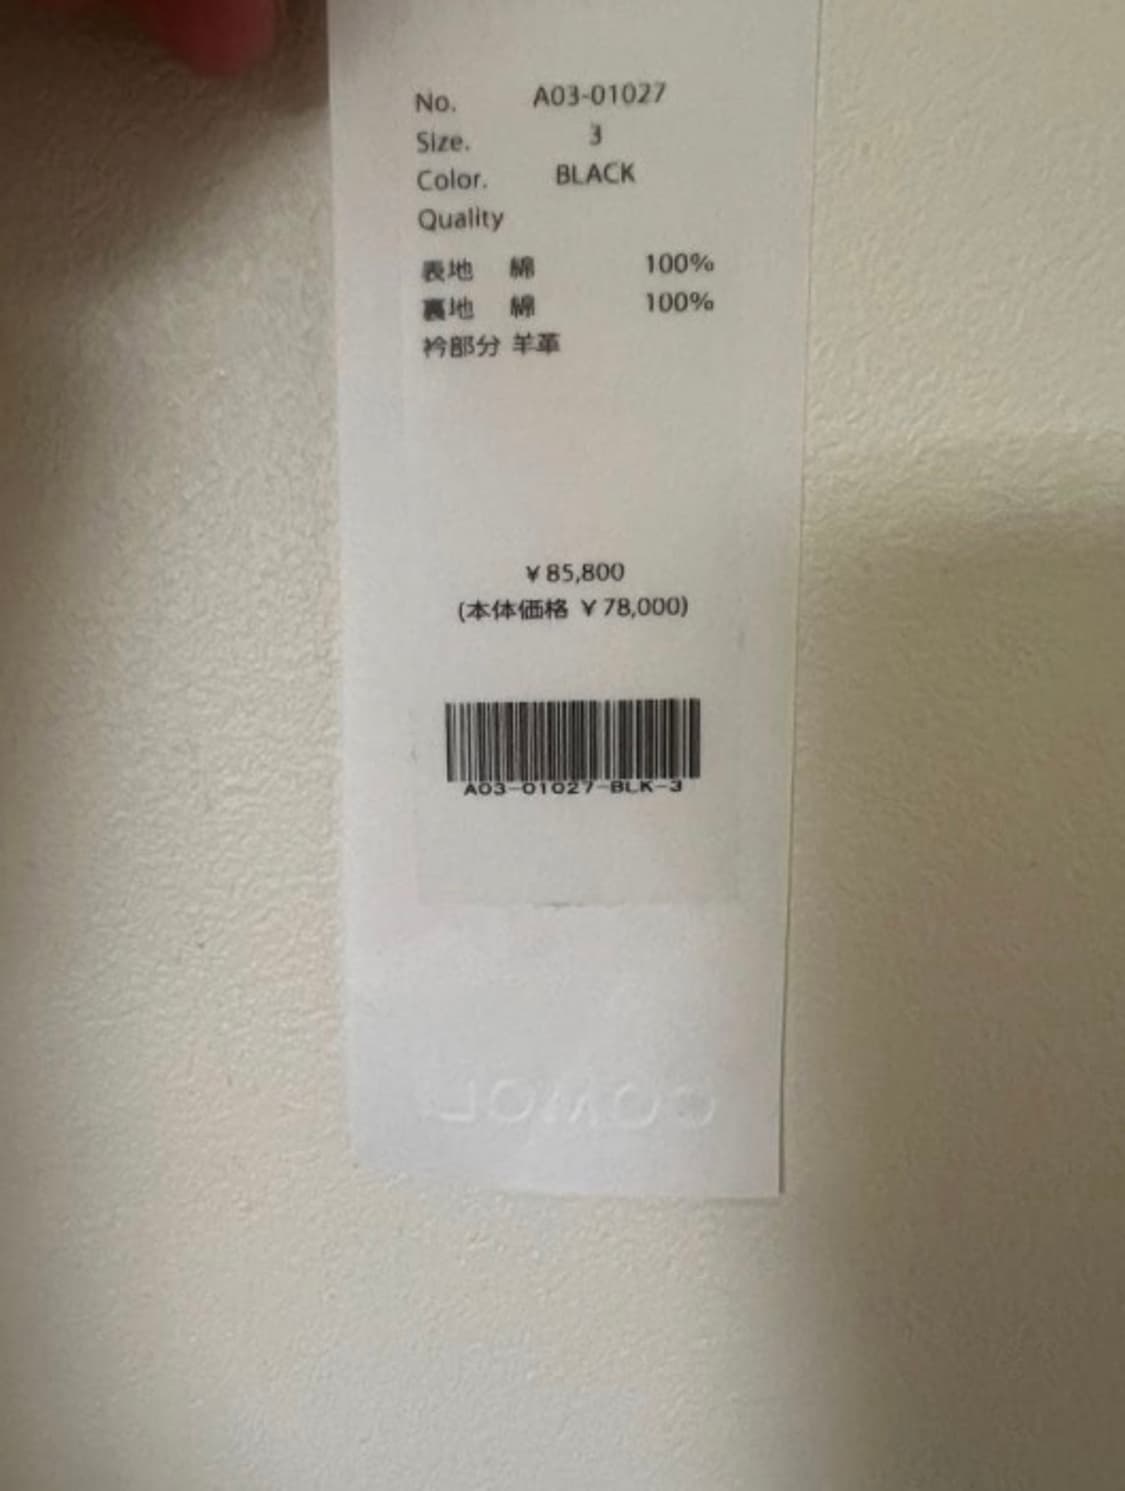 No. A03-01027
Size. 3
Color. BLACK
Quality
表地 綿 100%
裏地 綿 100%
衿部分 羊革
¥85,800
(本体価格 ¥78,000)
A03-01027-BLK-3
COMOLI